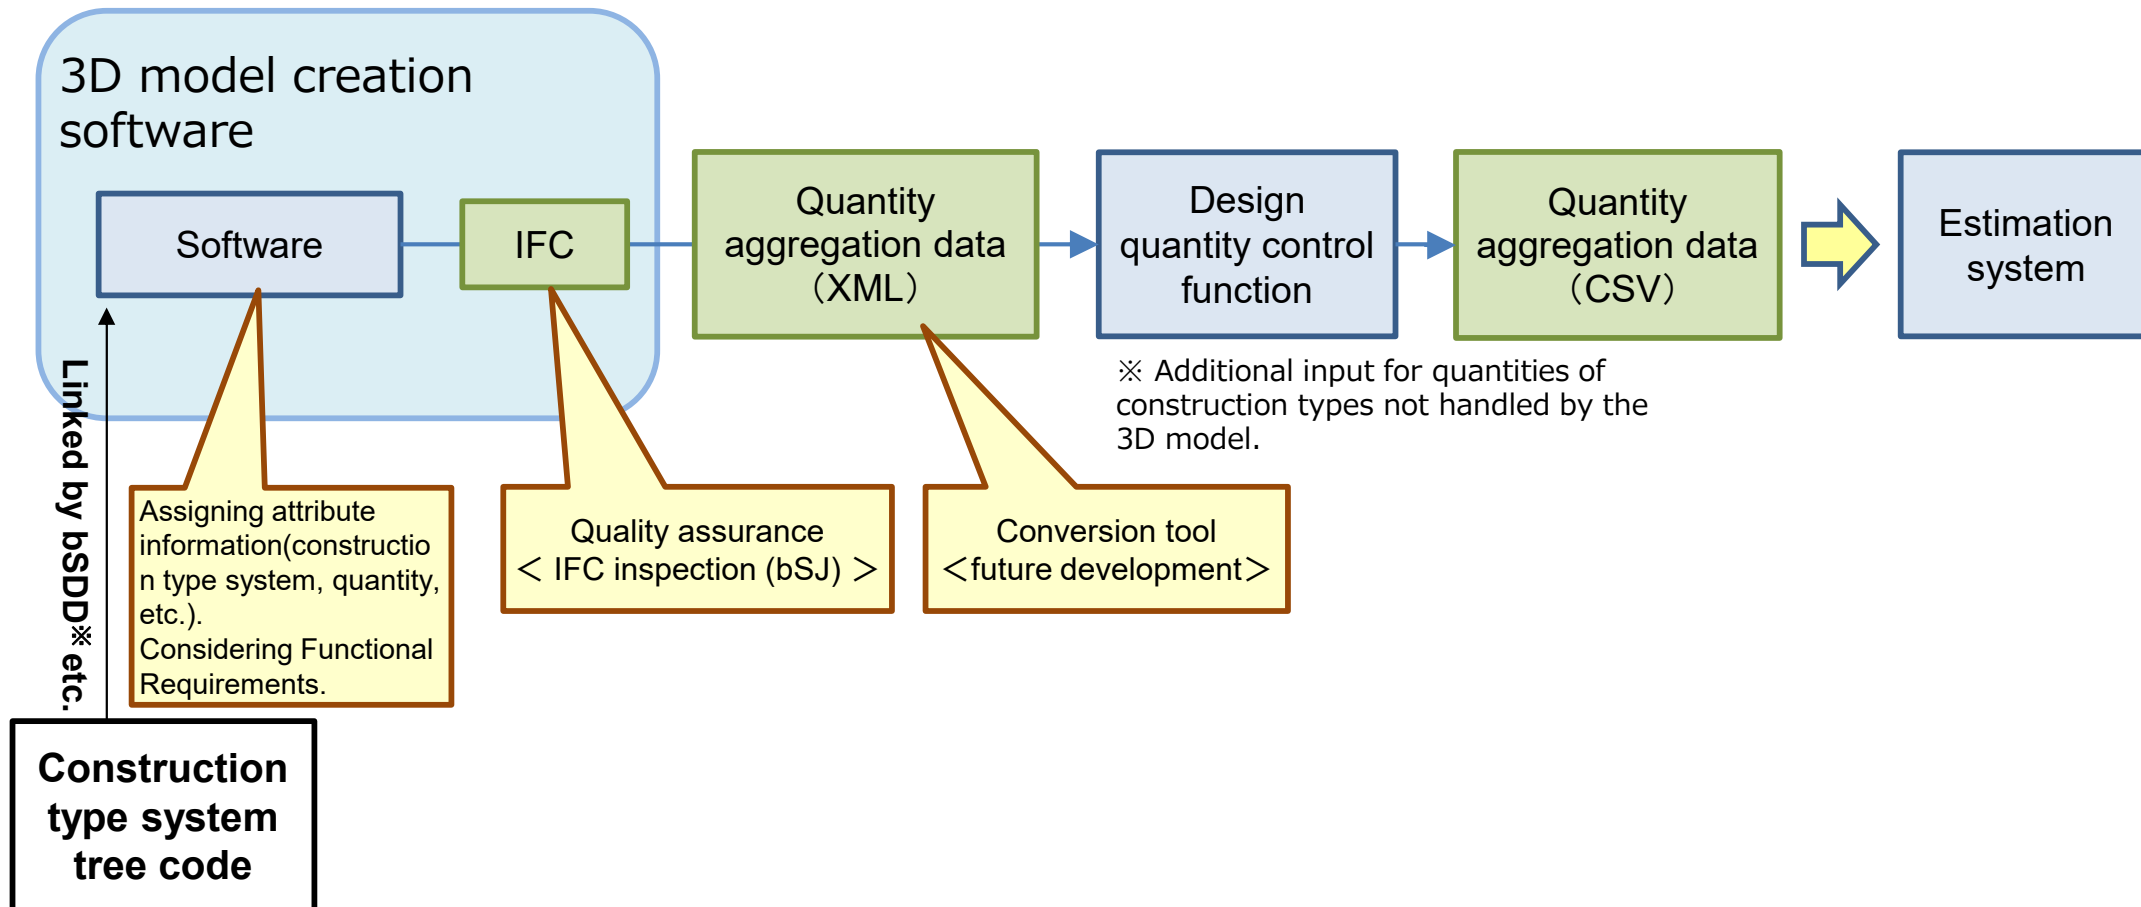 3D model creation
software
Software
IFC
Quantity
aggregation data
（XML）
Design
quantity control
function
Quantity
aggregation data
（CSV）
Estimation
system
※ Additional input for quantities of
construction types not handled by the
3D model.
Linked by bSDD※ etc.
Assigning attribute
information(constructio
n type system, quantity,
etc.).
Considering Functional
Requirements.
Quality assurance
＜ IFC inspection (bSJ) ＞
Conversion tool
＜future development＞
Construction
type system
tree code